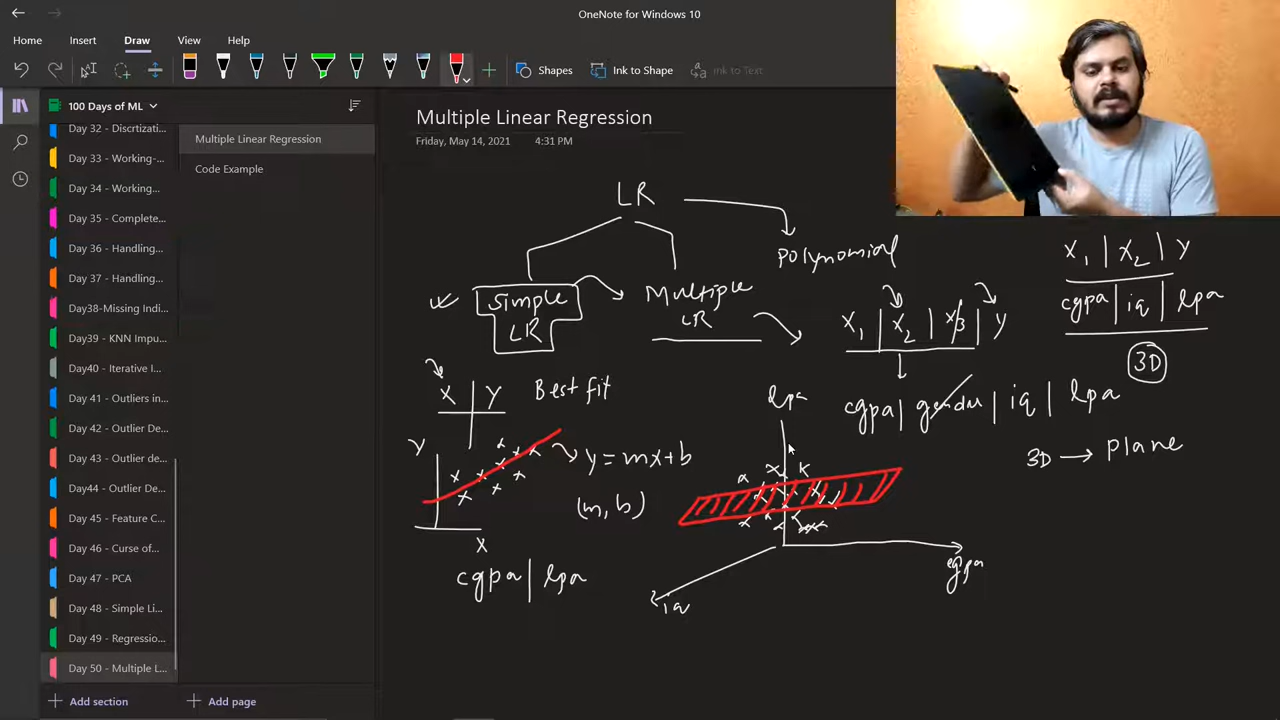 OneNote for Windows 10
Home Insert Draw View Help
Shapes Ink to Shape Ink to Text
100 Days of ML
Day 32 - Discrtization...
Day 33 - Working-...
Day 34 - Working...
Day 35 - Complete...
Day 36 - Handling...
Day 37 - Handling...
Day38-Missing Indi...
Day39 - KNN Impu...
Day40 - Iterative I...
Day 41 - Outliers in...
Day 42 - Outlier De...
Day 43 - Outlier de...
Day44 - Outlier De...
Day 45 - Feature C...
Day 46 - Curse of...
Day 47 - PCA
Day 48 - Simple Li...
Day 49 - Regressio...
Day 50 - Multiple L...
Add section
Multiple Linear Regression
Code Example
Add page
Multiple Linear Regression
Friday, May 14, 2021 4:31 PM
LR
Polynomial
Simple
LR
Multiple
LR
X1 | X2 | X3 | Y
cgpa | gender | iq | lpa
X1 | X2 | Y
cgpa | iq | lpa
3D
3D → Plane
X | Y
Best fit
Y
y = mx + b
(m, b)
X
cgpa | lpa
lpa
cgpa
iq